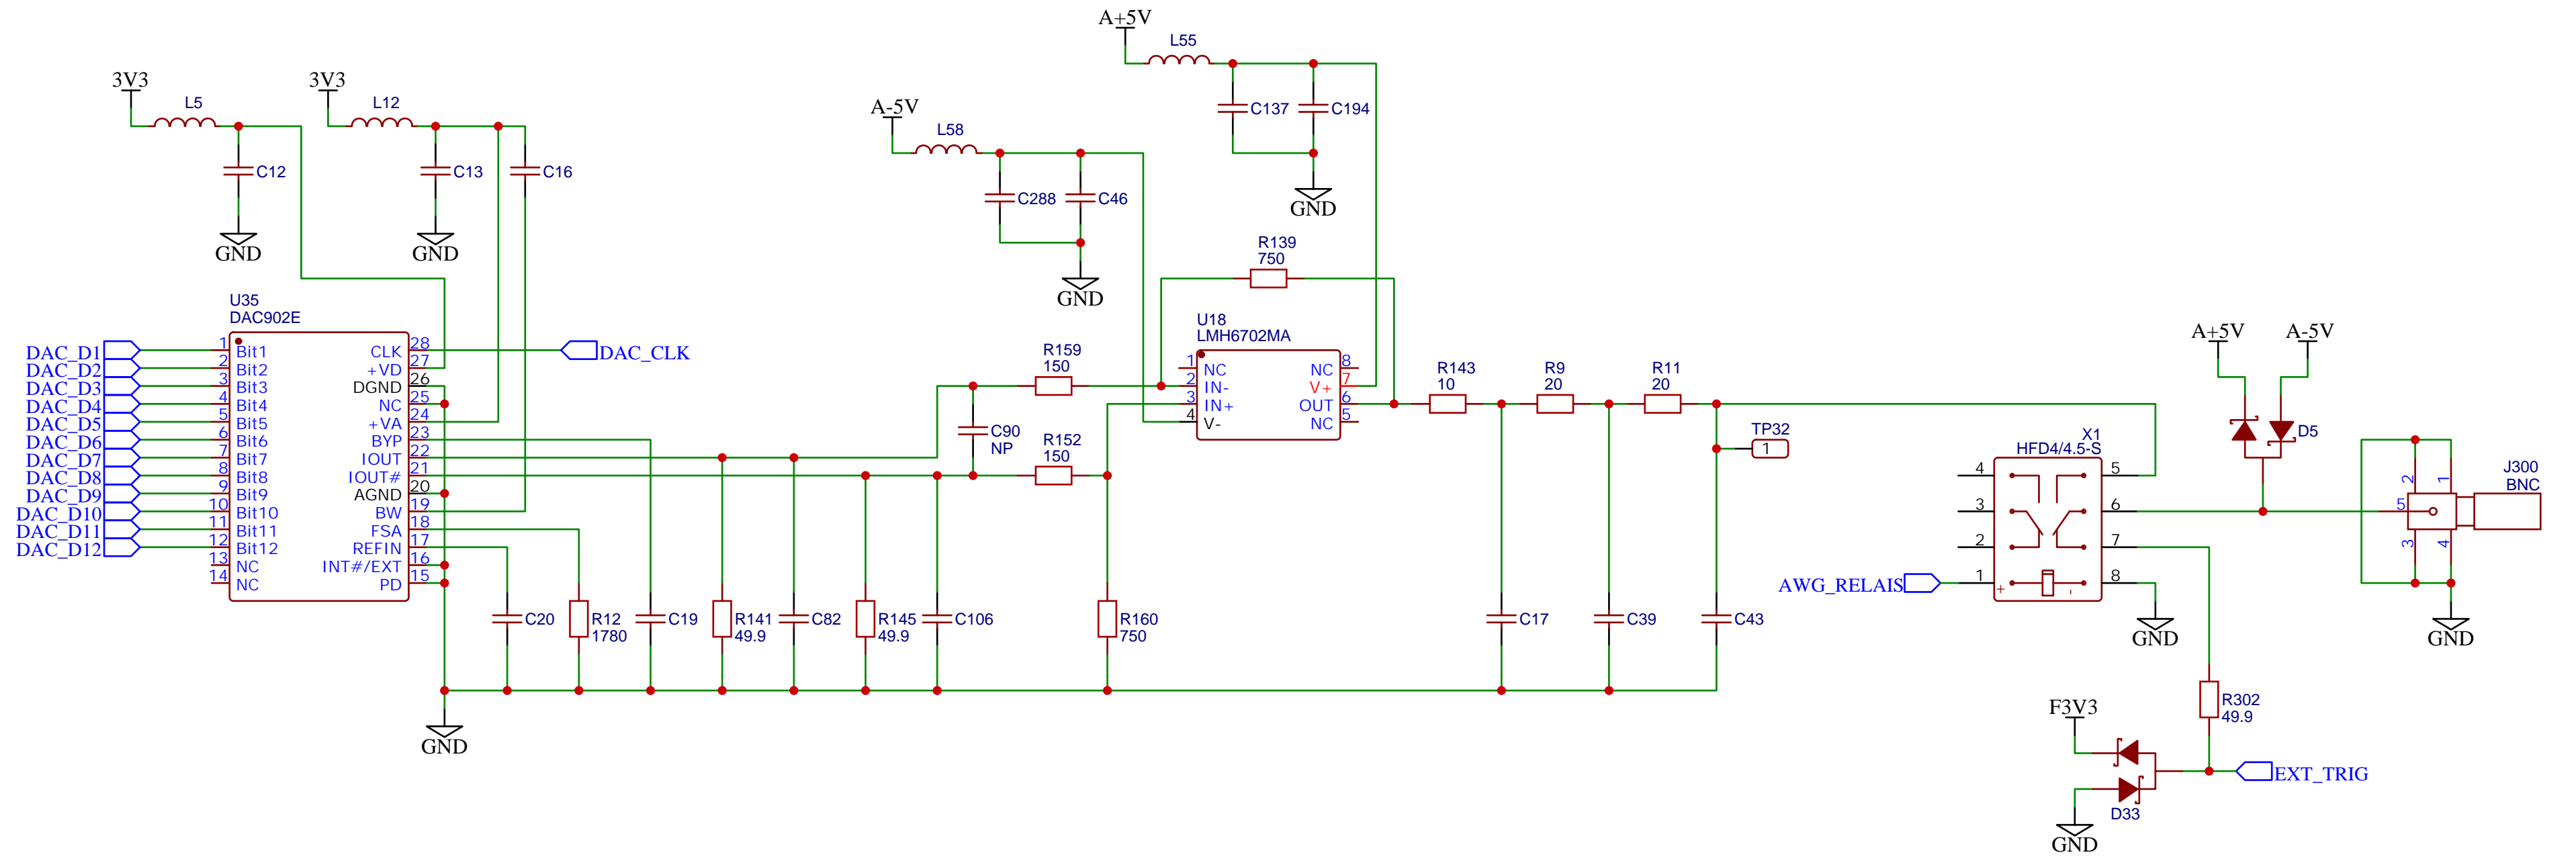 A+5V
L55
3V3
3V3
L5
L12
A-5V
C137
C194
L58
C12
C13
C16
C288
C46
GND
GND
GND
R139
750
GND
U35
DAC902E
U18
LMH6702MA
A+5V
A-5V
DAC_D1
1
Bit1
CLK
28
DAC_CLK
DAC_D2
2
Bit2
+VD
27
DAC_D3
3
Bit3
DGND
26
DAC_D4
4
Bit4
NC
25
DAC_D5
5
Bit5
+VA
24
DAC_D6
6
Bit6
BYP
23
DAC_D7
7
Bit7
IOUT
22
DAC_D8
8
Bit8
IOUT#
21
DAC_D9
9
Bit9
AGND
20
DAC_D10
10
Bit10
BW
19
DAC_D11
11
Bit11
FSA
18
DAC_D12
12
Bit12
REFIN
17
13
NC
INT#/EXT
16
14
NC
PD
15
R159
150
C90
NP
R152
150
1
NC
NC
8
2
IN-
V+
7
3
IN+
OUT
6
4
V-
NC
5
R143
10
R9
20
R11
20
TP32
1
D5
X1
HFD4/4.5-S
4
5
3
6
2
7
1
+
-
8
AWG_RELAIS
GND
J300
BNC
2
1
5
3
4
GND
C20
R12
1780
C19
R141
49.9
C82
R145
49.9
C106
R160
750
C17
C39
C43
GND
R302
49.9
F3V3
EXT_TRIG
D33
GND